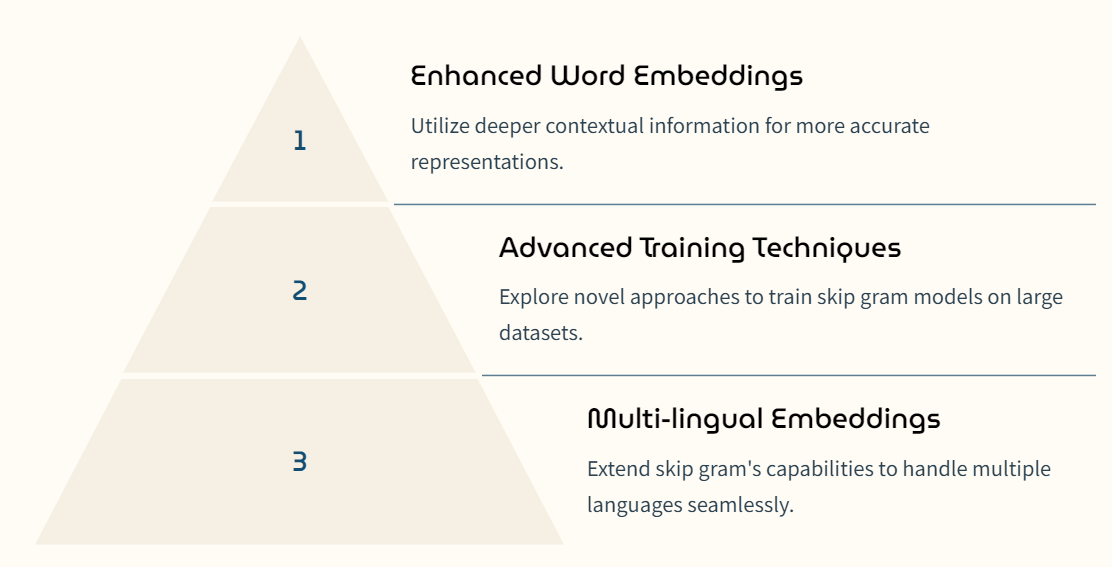 1
Enhanced Word Embeddings
Utilize deeper contextual information for more accurate
representations.
2
Advanced Training Techniques
Explore novel approaches to train skip gram models on large
datasets.
3
Multi-lingual Embeddings
Extend skip gram's capabilities to handle multiple
languages seamlessly.